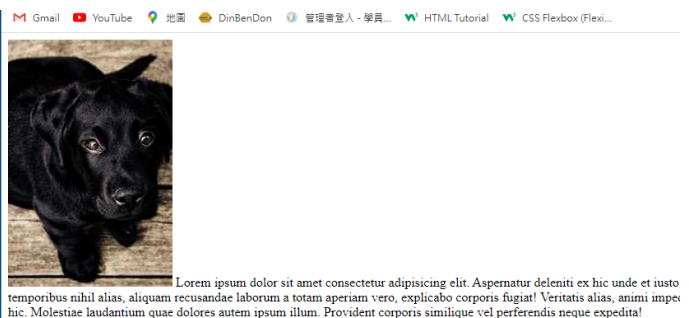 Gmail YouTube 地圖 DinBenDon 管理者登入 - 學員... HTML Tutorial CSS Flexbox (Flexi...
Lorem ipsum dolor sit amet consectetur adipisicing elit. Aspernatur deleniti ex hic unde et iusto
temporibus nihil alias, aliquam recusandae laborum a totam aperiam vero, explicabo corporis fugiat! Veritatis alias, animi imped
hic. Molestiae laudantium quae dolores autem ipsum illum. Provident corporis similique vel perferendis neque expedita!